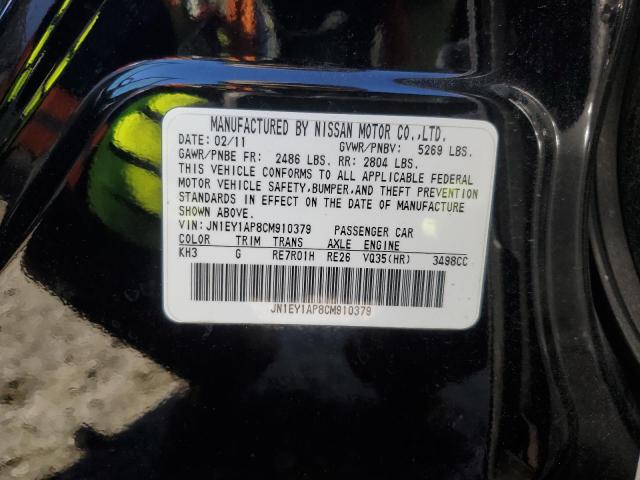 MANUFACTURED BY NISSAN MOTOR CO.,LTD.
DATE: 02/11 GVWR/PNBV: 5269 LBS.
GAWR/PNBE FR: 2486 LBS. RR: 2804 LBS.
THIS VEHICLE CONFORMS TO ALL APPLICABLE FEDERAL
MOTOR VEHICLE SAFETY,BUMPER,AND THEFT PREVENTION
STANDARDS IN EFFECT ON THE DATE OF MANUFACTURE
SHOWN ABOVE.
VIN: JN1EY1AP8CM910379 PASSENGER CAR
COLOR TRIM TRANS AXLE ENGINE
KH3 G RE7R01H RE26 VQ35(HR) 3498CC
JN1EY1AP8CM910379